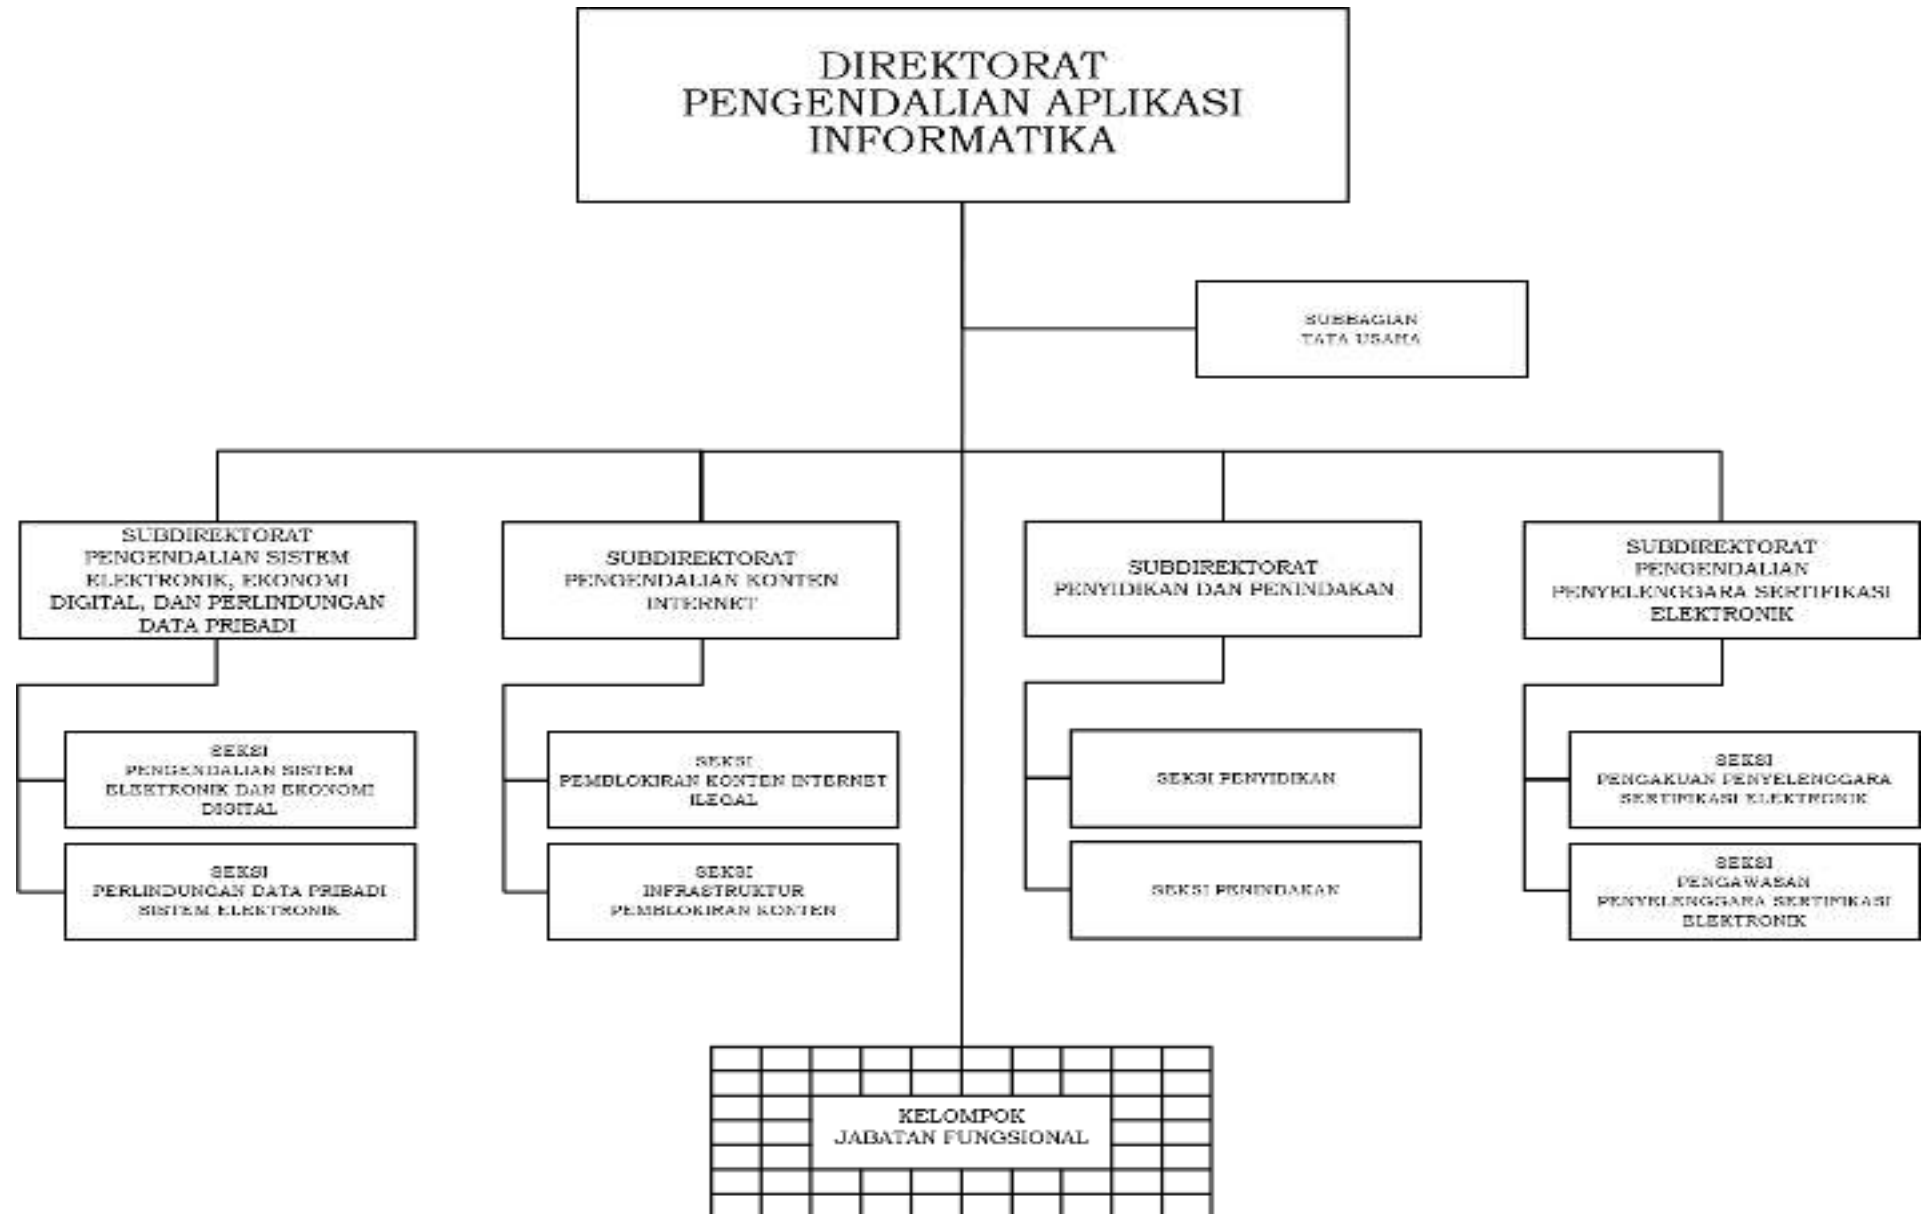 DIREKTORAT
PENGENDALIAN APLIKASI
INFORMATIKA
SUBBAGIAN
TATA USAHA
SUBDIREKTORAT
PENGENDALIAN SISTEM
ELEKTRONIK, EKONOMI
DIGITAL, DAN PERLINDUNGAN
DATA PRIBADI
SUBDIREKTORAT
PENGENDALIAN KONTEN
INTERNET
SUBDIREKTORAT
PENYIDIKAN DAN PENINDAKAN
SUBDIREKTORAT
PENGENDALIAN
PENYELENGGARA SERTIFIKASI
ELEKTRONIK
SEKSI
PENGENDALIAN SISTEM
ELEKTRONIK DAN EKONOMI
DIGITAL
SEKSI
PEMBLOKIRAN KONTEN INTERNET
ILEGAL
SEKSI PENYIDIKAN
SEKSI
PENGAKUAN PENYELENGGARA
SERTIFIKASI ELEKTRONIK
SEKSI
PERLINDUNGAN DATA PRIBADI
SISTEM ELEKTRONIK
SEKSI
INFRASTRUKTUR
PEMBLOKIRAN KONTEN
SEKSI PENINDAKAN
SEKSI
PENGAWASAN
PENYELENGGARA SERTIFIKASI
ELEKTRONIK
KELOMPOK
JABATAN FUNGSIONAL